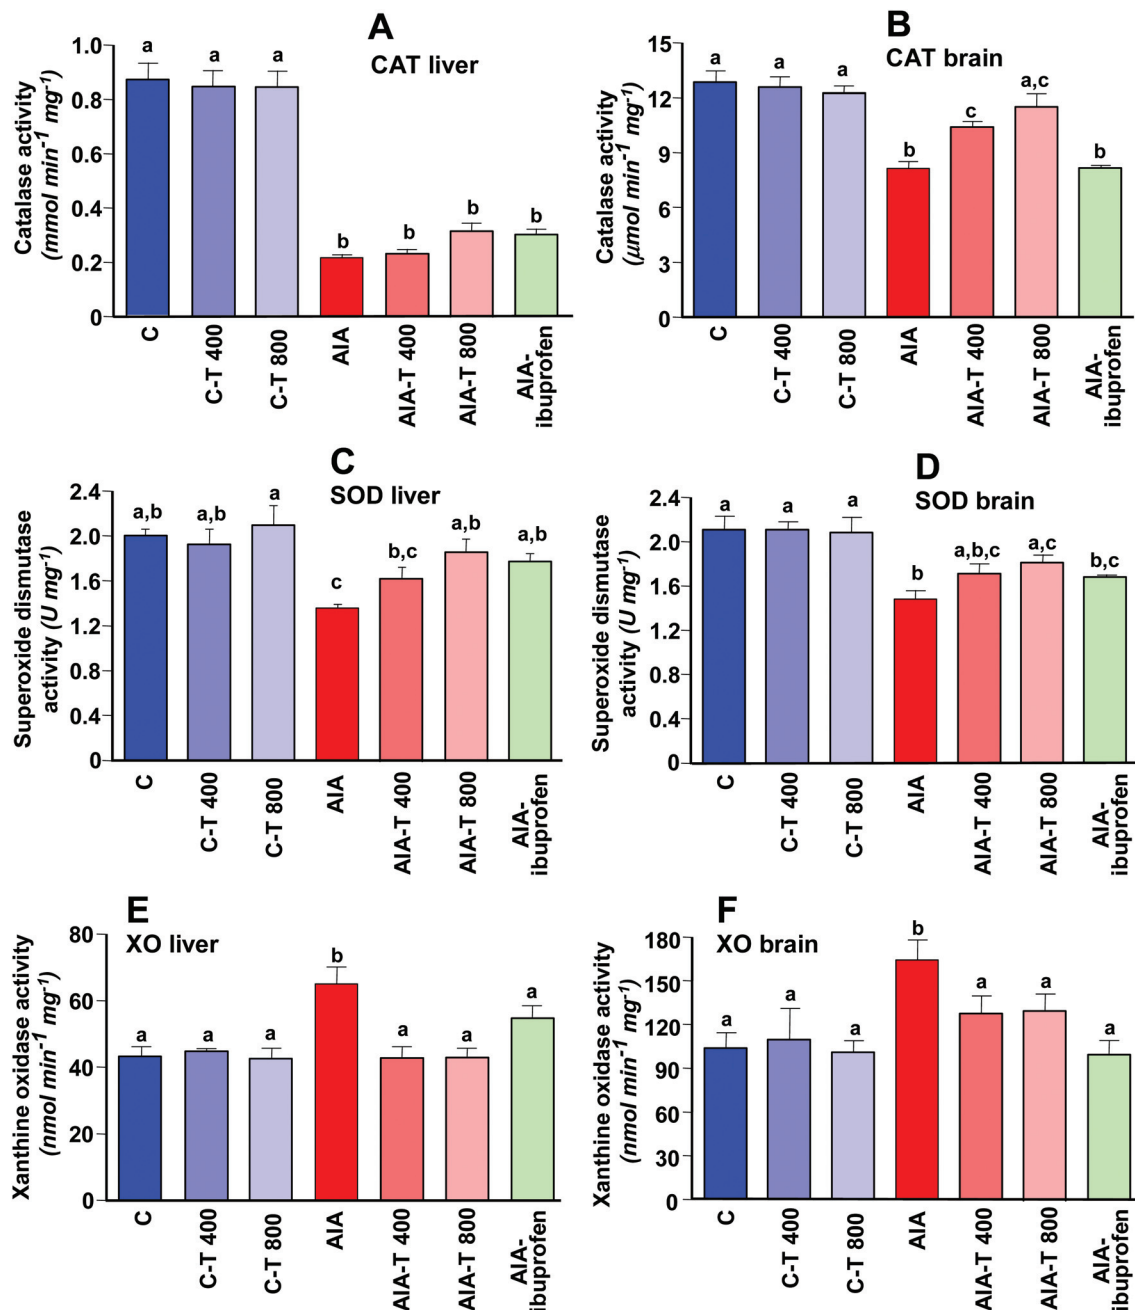 A
CAT liver
Catalase activity
(mmol min-1 mg-1)
1.0
0.8
0.6
0.4
0.2
0
a
a
a
b
b
b
b
C
C-T 400
C-T 800
AIA
AIA-T 400
AIA-T 800
AIA-
ibuprofen
B
CAT brain
Catalase activity
(μmol min-1 mg-1)
15
12
9
6
3
0
a
a
a
b
c
a,c
b
C
C-T 400
C-T 800
AIA
AIA-T 400
AIA-T 800
AIA-
ibuprofen
C
SOD liver
Superoxide dismutase
activity (U mg-1)
2.4
2.0
1.6
1.2
0.8
0.4
0
a,b
a,b
a
c
b,c
a,b
a,b
C
C-T 400
C-T 800
AIA
AIA-T 400
AIA-T 800
AIA-
ibuprofen
D
SOD brain
Superoxide dismutase
activity (U mg-1)
2.4
2.0
1.6
1.2
0.8
0.4
0
a
a
a
b
a,b,c
a,c
b,c
C
C-T 400
C-T 800
AIA
AIA-T 400
AIA-T 800
AIA-
ibuprofen
E
XO liver
Xanthine oxidase activity
(nmol min-1 mg-1)
80
60
40
20
0
a
a
a
b
a
a
a
C
C-T 400
C-T 800
AIA
AIA-T 400
AIA-T 800
AIA-
ibuprofen
F
XO brain
Xanthine oxidase activity
(nmol min-1 mg-1)
180
150
120
90
60
30
0
a
a
a
b
a
a
a
C
C-T 400
C-T 800
AIA
AIA-T 400
AIA-T 800
AIA-
ibuprofen